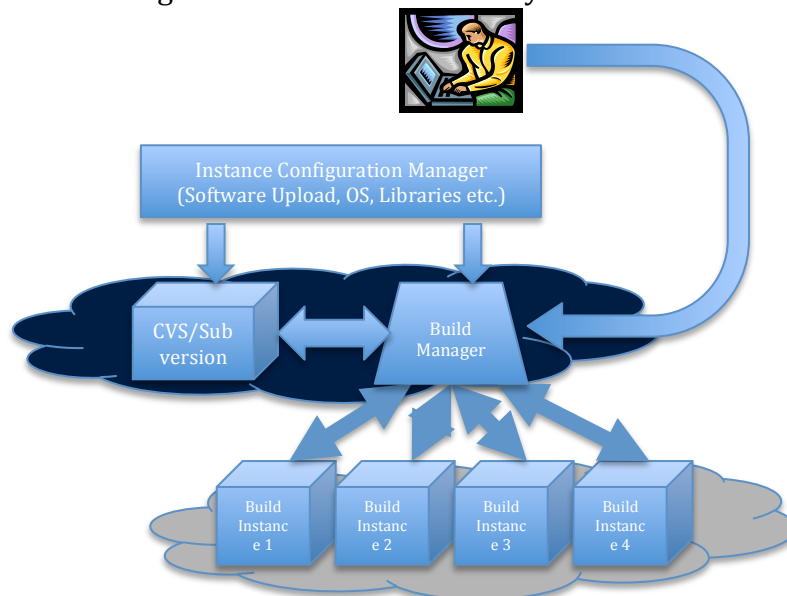 Instance Configuration Manager
(Software Upload, OS, Libraries etc.)
CVS/Sub
version
Build
Manager
Build
Instanc
e 1
Build
Instanc
e 2
Build
Instanc
e 3
Build
Instanc
e 4